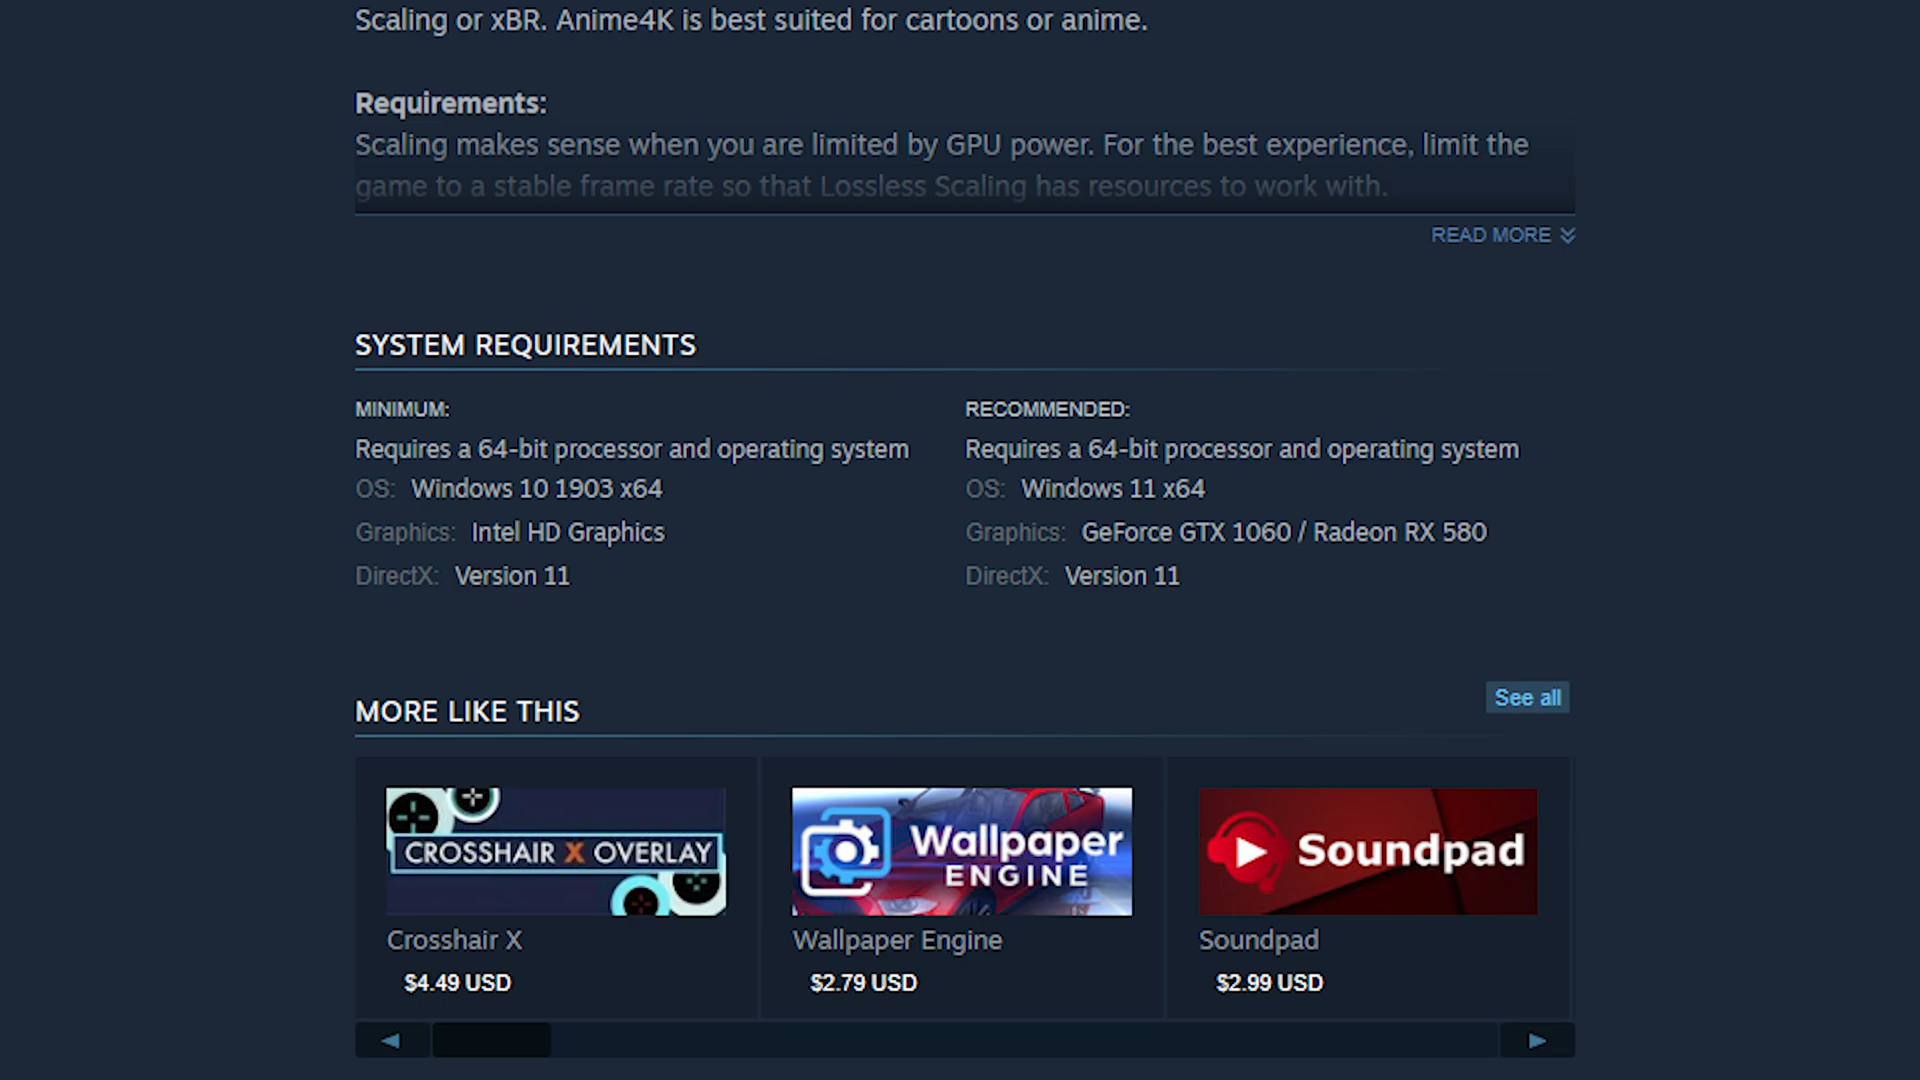 Scaling or xBR. Anime4K is best suited for cartoons or anime.
Requirements:
Scaling makes sense when you are limited by GPU power. For the best experience, limit the
game to a stable frame rate so that Lossless Scaling has resources to work with.
READ MORE
SYSTEM REQUIREMENTS
MINIMUM:
Requires a 64-bit processor and operating system
OS: Windows 10 1903 x64
Graphics: Intel HD Graphics
DirectX: Version 11
RECOMMENDED:
Requires a 64-bit processor and operating system
OS: Windows 11 x64
Graphics: GeForce GTX 1060 / Radeon RX 580
DirectX: Version 11
MORE LIKE THIS
See all
CROSSHAIR X OVERLAY
Crosshair X
$4.49 USD
Wallpaper
ENGINE
Wallpaper Engine
$2.79 USD
Soundpad
Soundpad
$2.99 USD